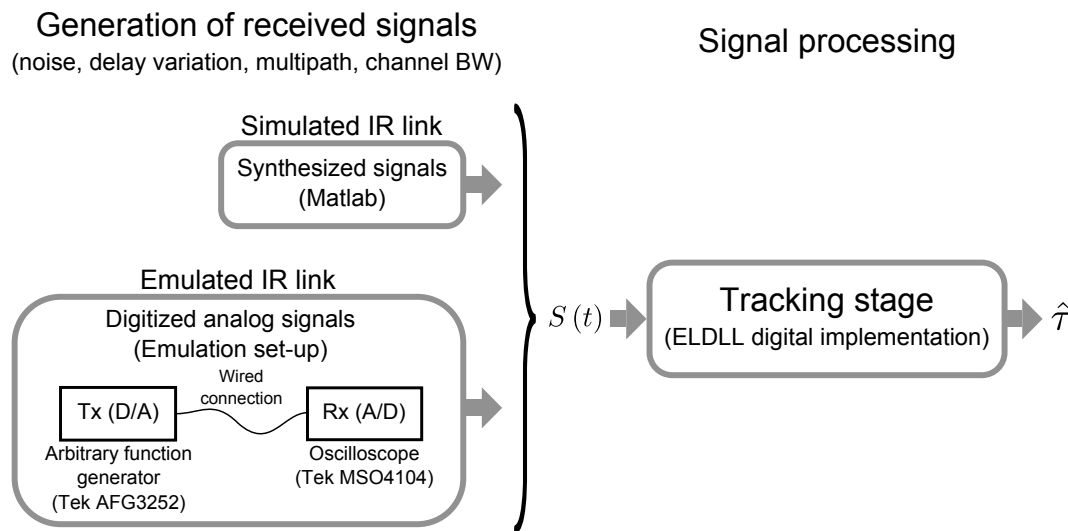 Generation of received signals
(noise, delay variation, multipath, channel BW)
Signal processing
Simulated IR link
Synthesized signals
(Matlab)
Emulated IR link
Digitized analog signals
(Emulation set-up)
Wired
connection
Tx (D/A)
Rx (A/D)
Arbitrary function
generator
(Tek AFG3252)
Oscilloscope
(Tek MSO4104)
S (t)
Tracking stage
(ELDLL digital implementation)
τ̂